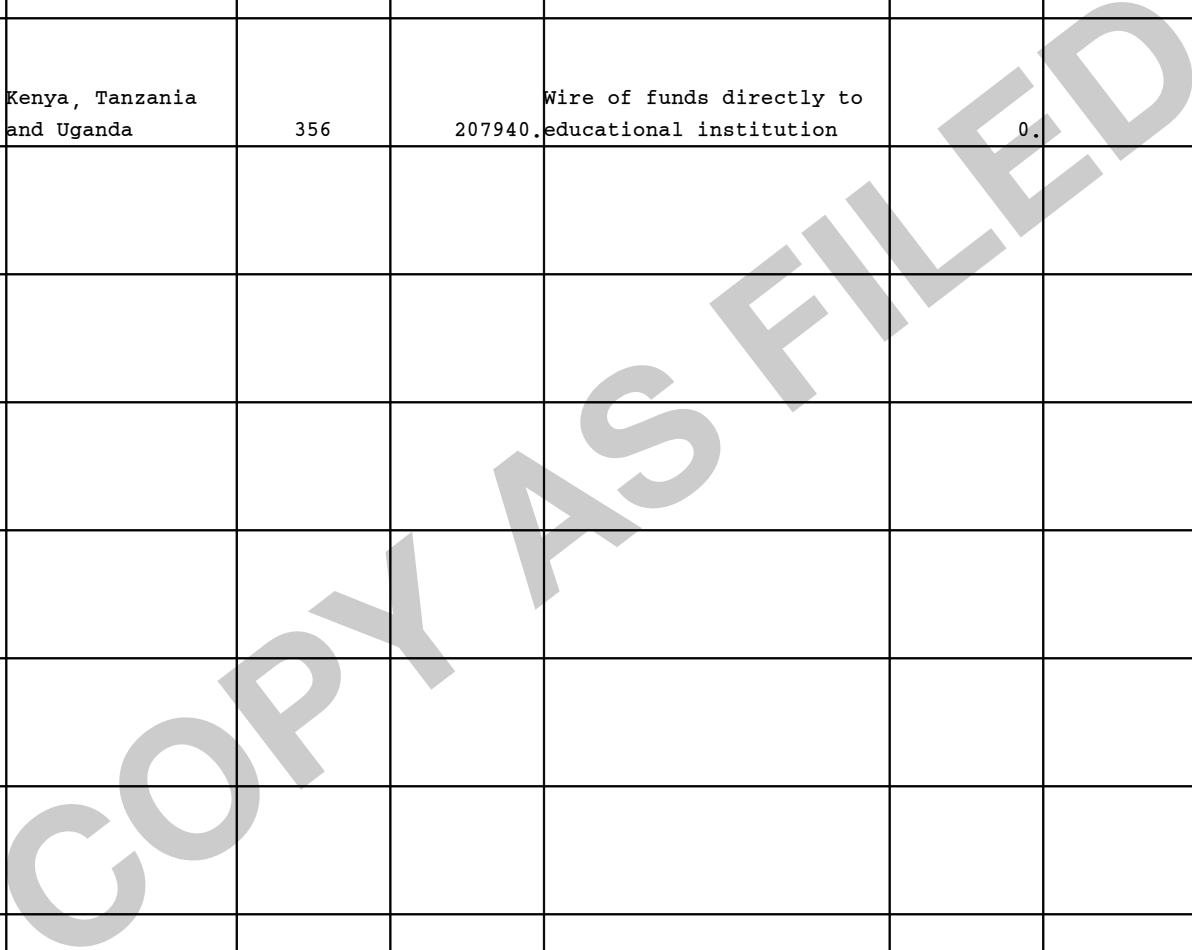 Kenya, Tanzania
and Uganda
356
207940.
Wire of funds directly to
educational institution
0.
COPY AS FILED